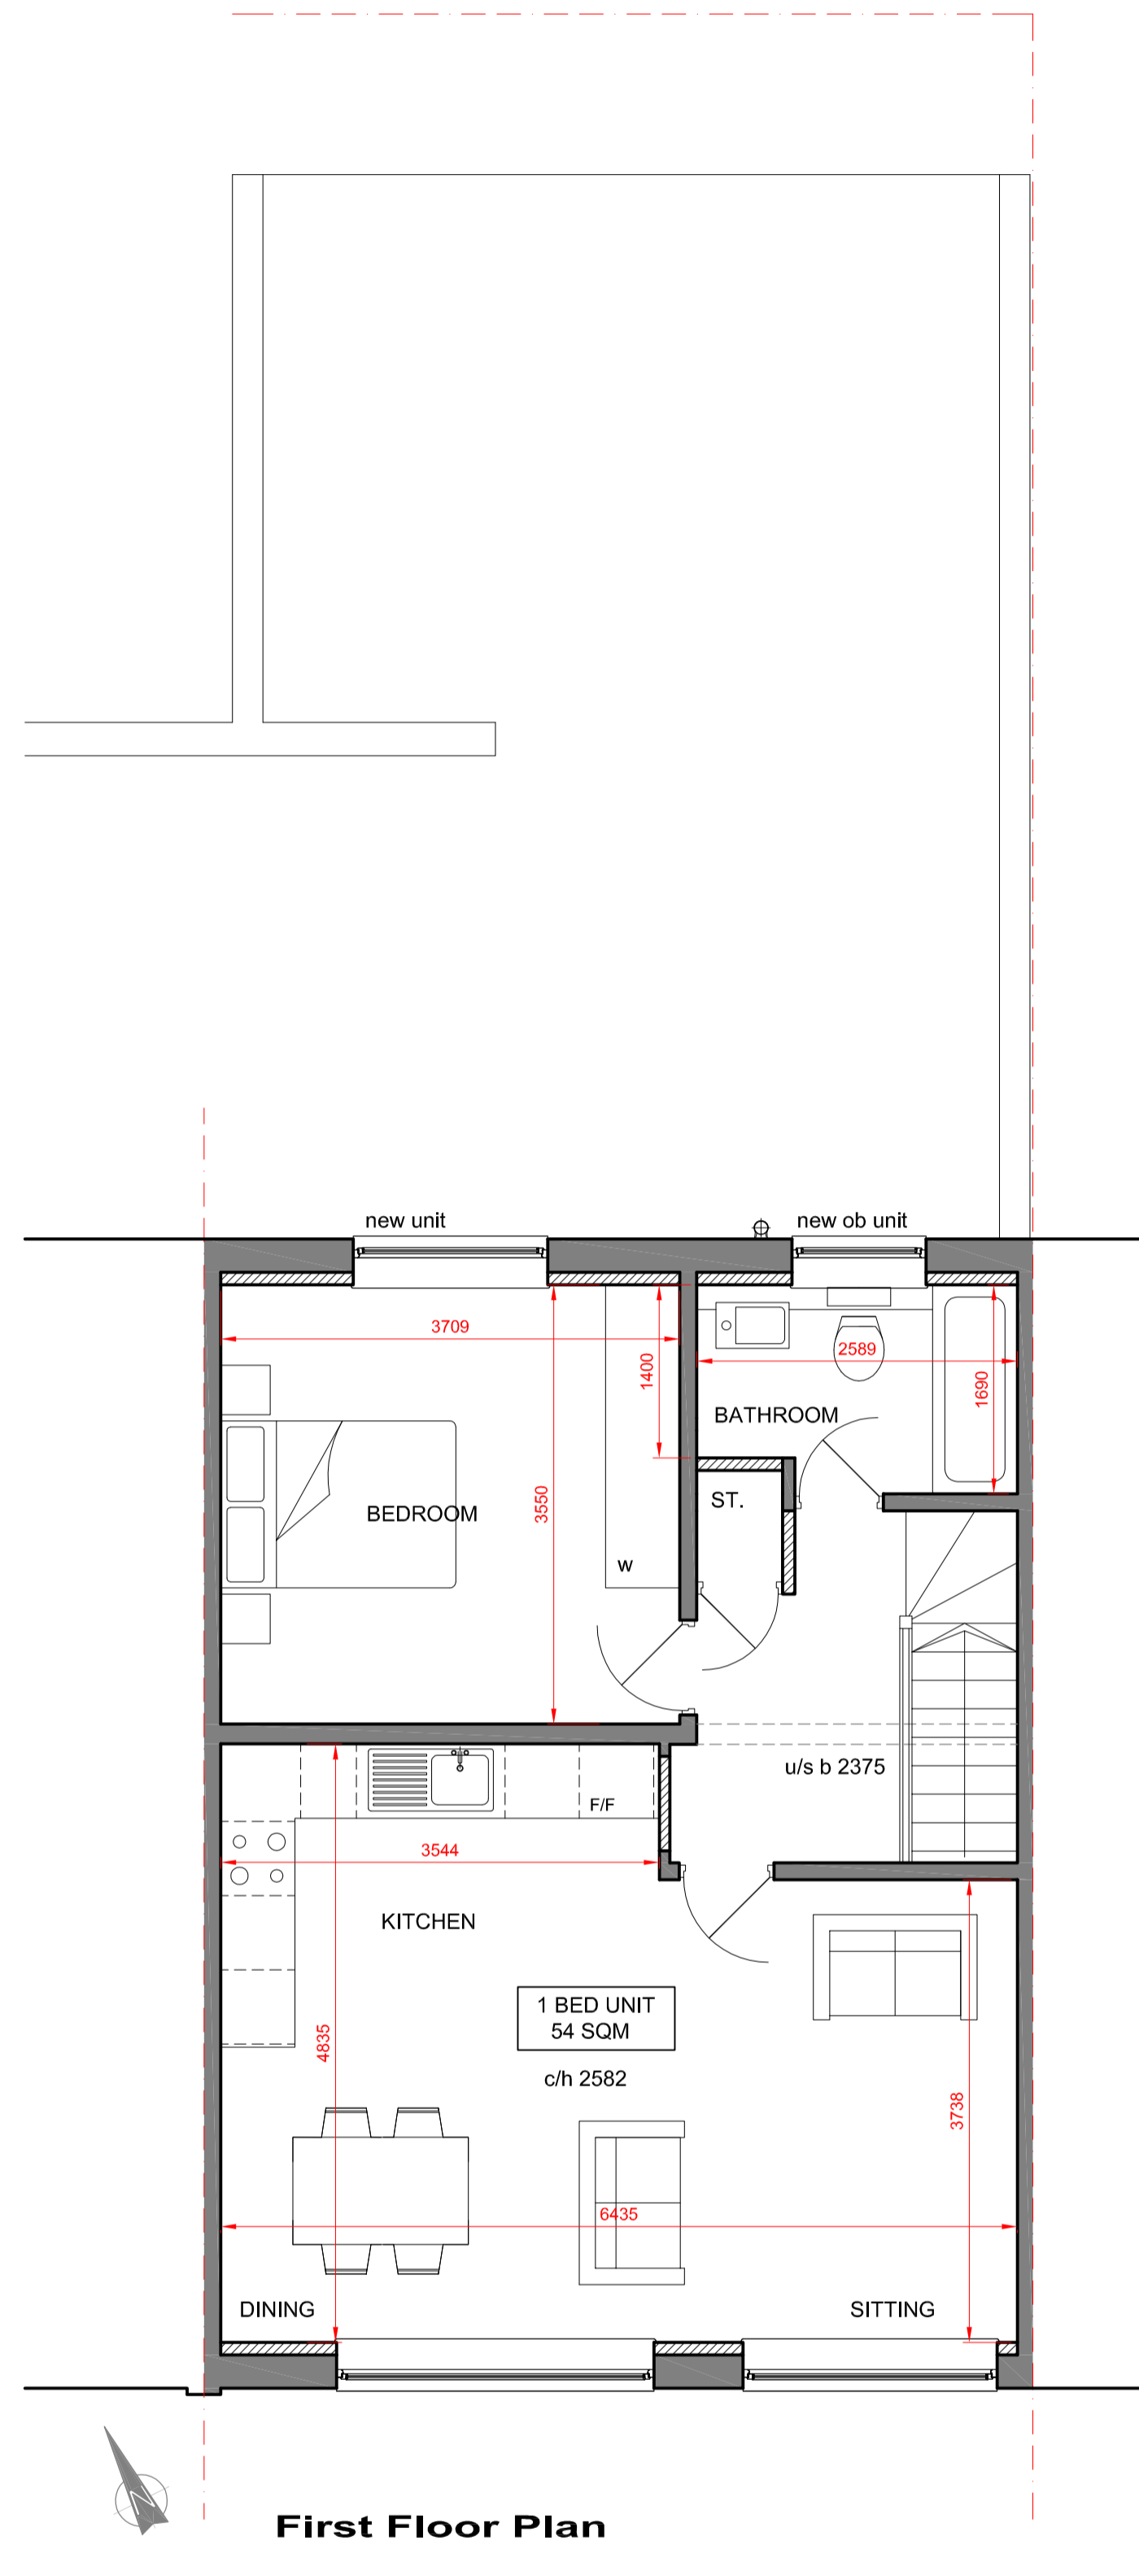 new unit
new ob unit
3709
1400
2589
1690
BATHROOM
3550
BEDROOM
ST.
W
u/s b 2375
F/F
3544
KITCHEN
1 BED UNIT
54 SQM
4835
c/h 2582
3738
6435
DINING
SITTING
N
First Floor Plan